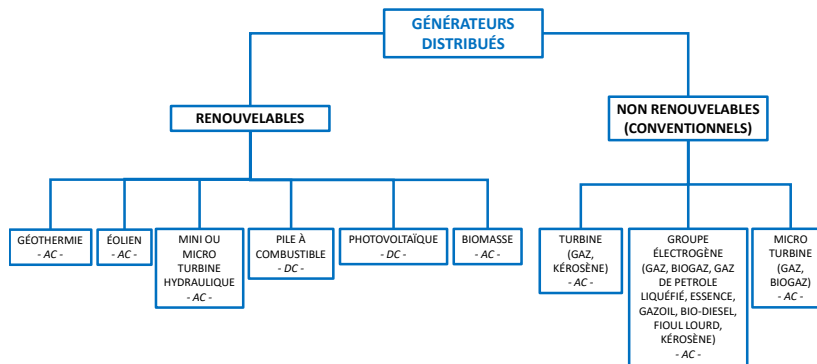 GÉNÉRATEURS
DISTRIBUÉS
RENOUVELABLES
NON RENOUVELABLES
(CONVENTIONNELS)
GÉOTHERMIE
- AC -
ÉOLIEN
- AC -
MINI OU
MICRO
TURBINE
HYDRAULIQUE
- AC -
PILE À
COMBUSTIBLE
- DC -
PHOTOVOLTAÏQUE
- DC -
BIOMASSE
- AC -
TURBINE
(GAZ,
KÉROSÈNE)
- AC -
GROUPE
ÉLECTROGÈNE
(GAZ, BIOGAZ, GAZ
DE PETROLE
LIQUÉFIÉ, ESSENCE,
GAZOIL, BIO-DIESEL,
FIOUL LOURD,
KÉROSÈNE)
- AC -
MICRO
TURBINE
(GAZ,
BIOGAZ)
- AC -